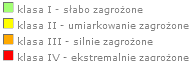 klasa I - słabo zagrożone
klasa II - umiarkowanie zagrożone
klasa III - silnie zagrożone
klasa IV - ekstremalnie zagrożone